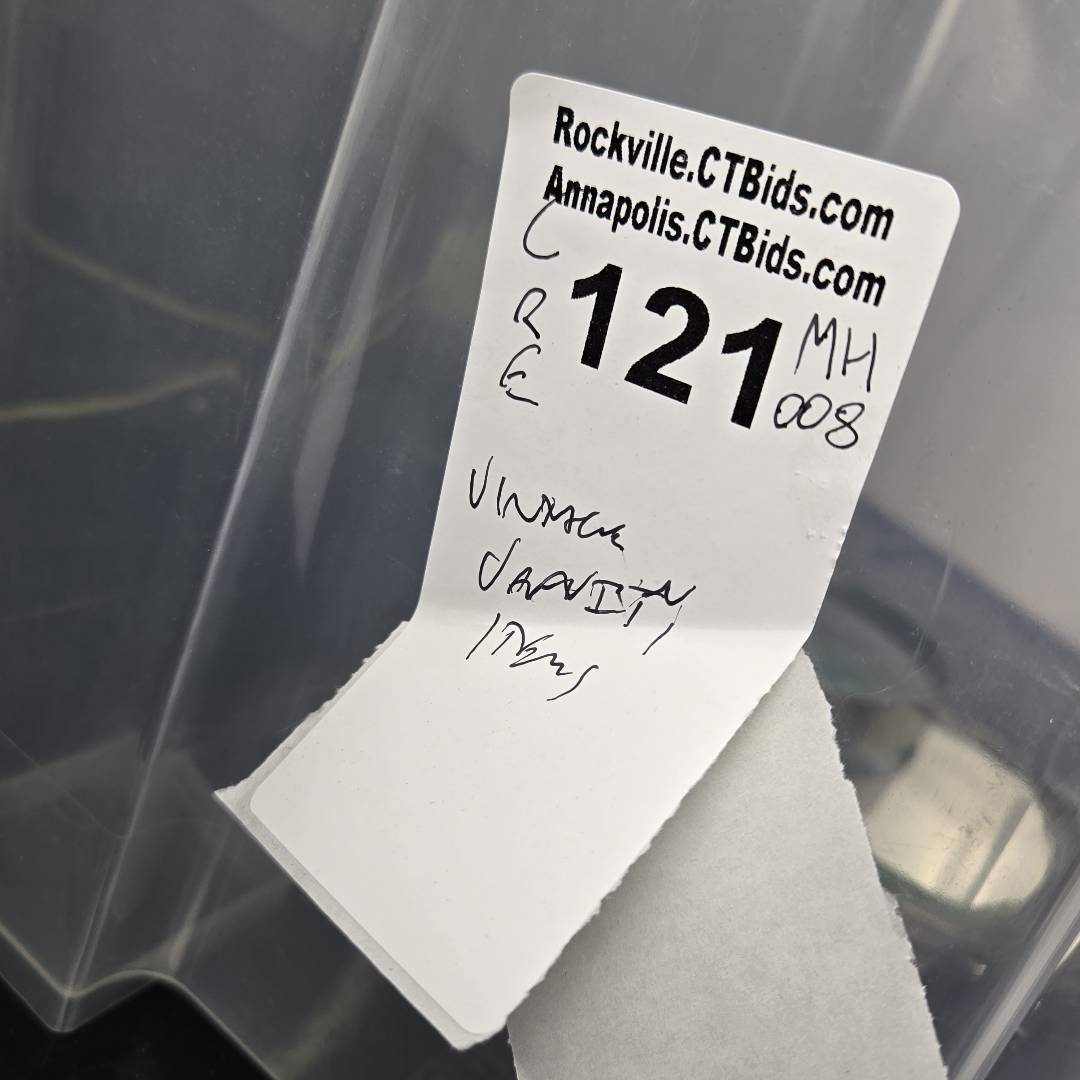 Rockville.CTBids.com
Annapolis.CTBids.com
C
R
E
121
MH
008
VINTAGE
VANITY
ITEMS